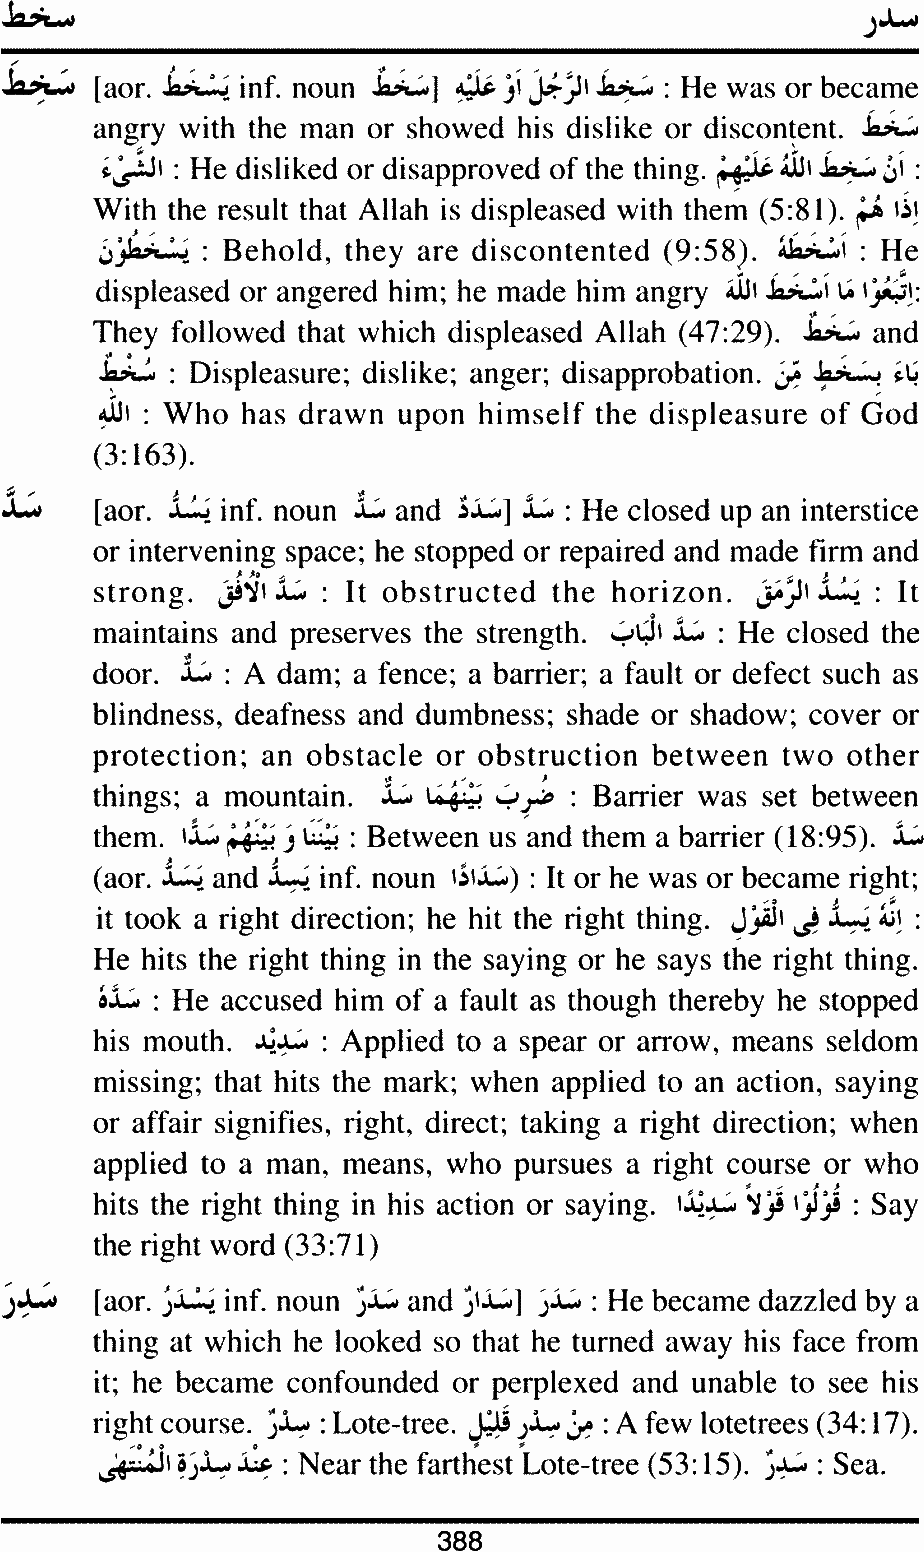 سخط سدر
سَخِطَ [aor. يَسْخَطُ inf. noun سَخَطٌ] سَخِطَ الرَّجُلَ اَوْ عَلَيْهِ : He was or became
angry with the man or showed his dislike or discontent. سَخِطَ
الشَّىْءَ : He disliked or disapproved of the thing. اَنْ سَخِطَ اللّٰهُ عَلَيْهِمْ :
With the result that Allah is displeased with them (5:81). اِذَا هُمْ
يَسْخَطُوْنَ : Behold, they are discontented (9:58). اَسْخَطَهُ : He
displeased or angered him; he made him angry اِتَّبَعُوْا مَا اَسْخَطَ اللّٰهَ:
They followed that which displeased Allah (47:29). سَخَطٌ and
سُخْطٌ : Displeasure; dislike; anger; disapprobation. بَاءَ بِسَخَطٍ مِّنَ
اللّٰهِ : Who has drawn upon himself the displeasure of God
(3:163).
سَدَّ [aor. يَسُدُّ inf. noun سَدٌّ and سَدَدٌ] سَدَّ : He closed up an interstice
or intervening space; he stopped or repaired and made firm and
strong. سَدَّ الْاُفُقَ : It obstructed the horizon. يَسُدُّ الرَّمَقَ : It
maintains and preserves the strength. سَدَّ الْبَابَ : He closed the
door. سَدٌّ : A dam; a fence; a barrier; a fault or defect such as
blindness, deafness and dumbness; shade or shadow; cover or
protection; an obstacle or obstruction between two other
things; a mountain. ضُرِبَ بَيْنَهُمَا سَدٌّ : Barrier was set between
them. بَيْنَنَا وَ بَيْنَهُمْ سَدًّا : Between us and them a barrier (18:95). سَدَّ
(aor. يَسَدُّ and يَسِدُّ inf. noun سَدَادًا) : It or he was or became right;
it took a right direction; he hit the right thing. اِنَّهُ يَسِدُّ فِى الْقَوْلِ :
He hits the right thing in the saying or he says the right thing.
سَدَّهُ : He accused him of a fault as though thereby he stopped
his mouth. سَدِيْد : Applied to a spear or arrow, means seldom
missing; that hits the mark; when applied to an action, saying
or affair signifies, right, direct; taking a right direction; when
applied to a man, means, who pursues a right course or who
hits the right thing in his action or saying. قُوْلُوْا قَوْلاً سَدِيْدًا : Say
the right word (33:71)
سَدِرَ [aor. يَسْدَرُ inf. noun سَدَرٌ and سَدَارٌ] سَدَرَ : He became dazzled by a
thing at which he looked so that he turned away his face from
it; he became confounded or perplexed and unable to see his
right course. سِدْرٌ : Lote-tree. مِنْ سِدْرٍ قَلِيْلٍ : A few lotetrees (34:17).
عِنْدَ سِدْرَةِ الْمُنْتَهٰى : Near the farthest Lote-tree (53:15). سَدِرٌ : Sea.
388